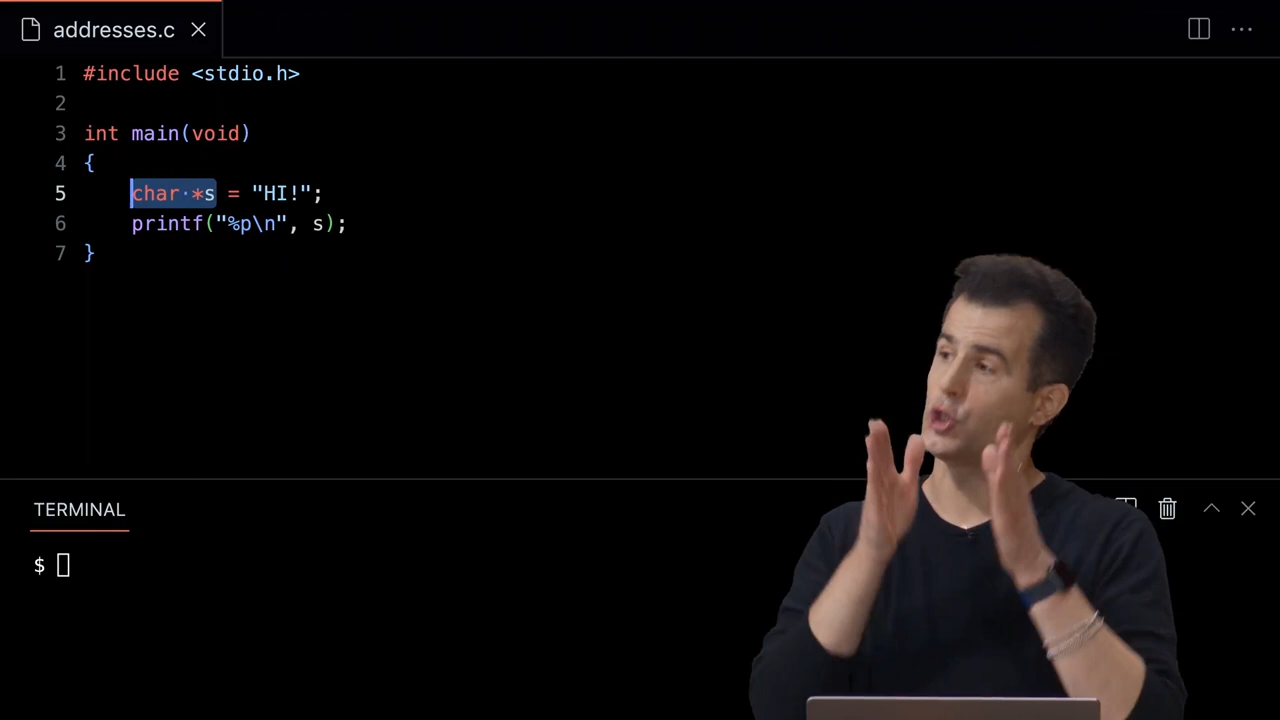 addresses.c
1 #include <stdio.h>
2
3 int main(void)
4 {
5 char *s = "HI!";
6 printf("%p\n", s);
7 }
TERMINAL
$